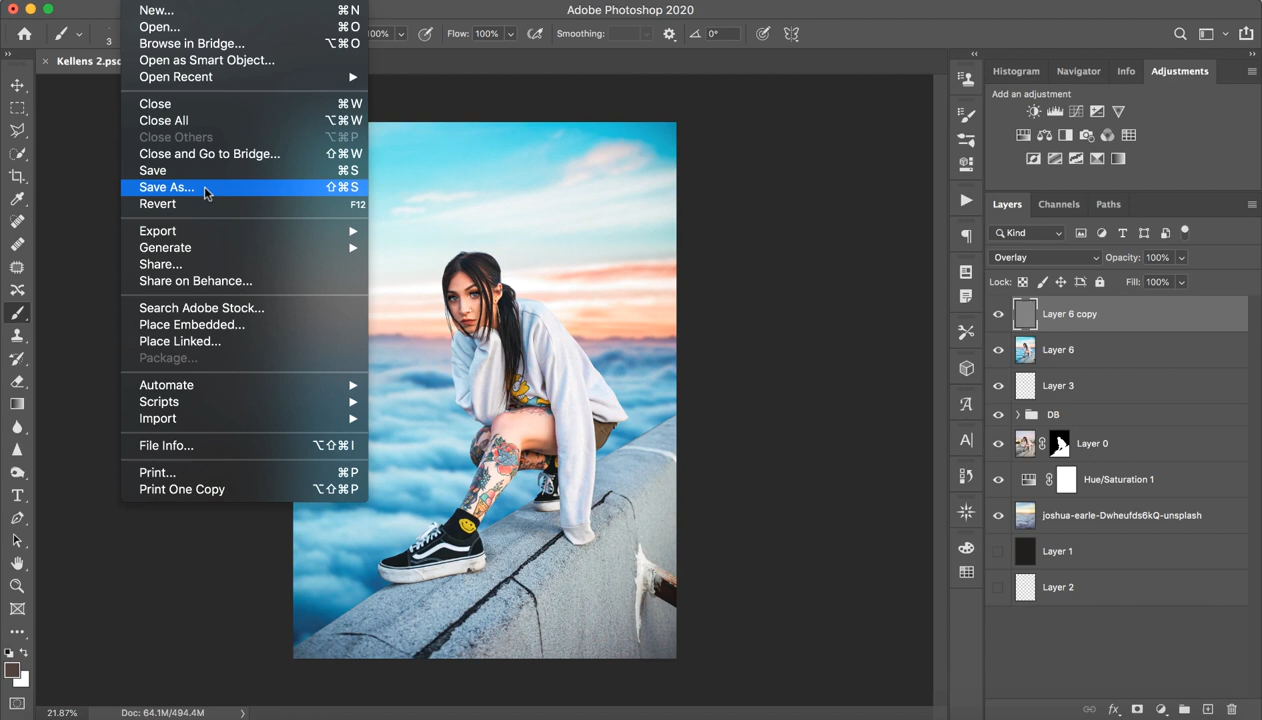 Adobe Photoshop 2020
3
100%
Flow: 100%
Smoothing:
0°
Kellens 2.psd
New... ⌘N
Open... ⌘O
Browse in Bridge... ⌥⌘O
Open as Smart Object...
Open Recent
Close ⌘W
Close All ⌥⌘W
Close Others ⌥⌘P
Close and Go to Bridge... ⇧⌘W
Save ⌘S
Save As... ⇧⌘S
Revert F12
Export
Generate
Share...
Share on Behance...
Search Adobe Stock...
Place Embedded...
Place Linked...
Package...
Automate
Scripts
Import
File Info... ⌥⇧⌘I
Print... ⌘P
Print One Copy ⌥⇧⌘P
Histogram Navigator Info Adjustments
Add an adjustment
Layers Channels Paths
Kind
Overlay Opacity: 100%
Lock: Fill: 100%
Layer 6 copy
Layer 6
Layer 3
DB
Layer 0
Hue/Saturation 1
joshua-earle-Dwheufds6kQ-unsplash
Layer 1
Layer 2
21.87% Doc: 64.1M/494.4M